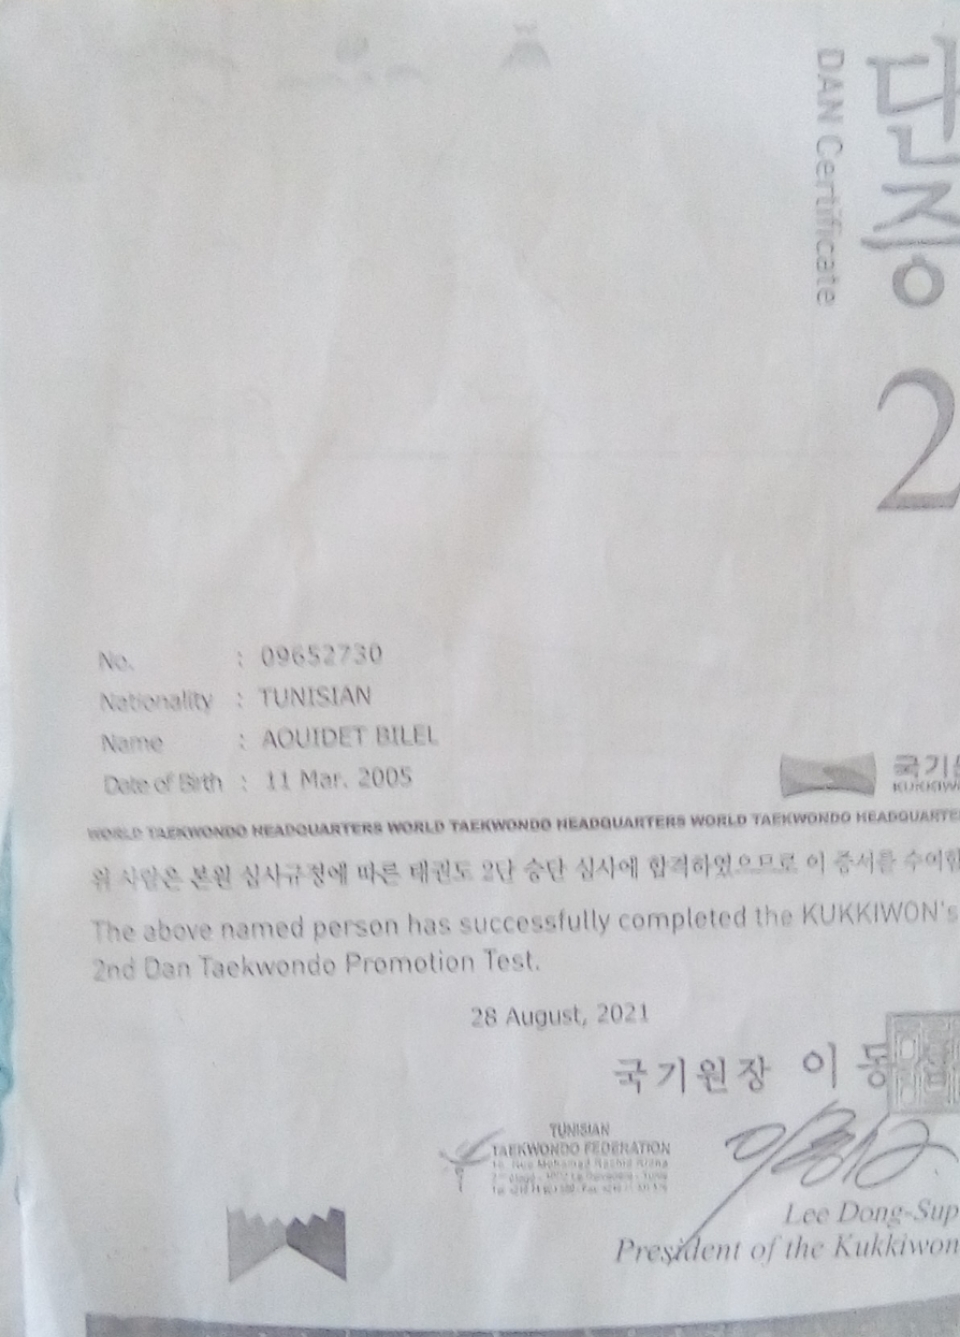 단증
DAN Certificate
2
No. : 09652730
Nationality : TUNISIAN
Name : AOUIDET BILEL
Date of Birth : 11 Mar. 2005
국기
WORLD TAEKWONDO HEADQUARTERS WORLD TAEKWONDO HEADQUARTERS WORLD TAEKWONDO HEADQUARTE
위 사람은 본원 심사규정에 따른 태권도 2단 승단 심사에 합격하였으므로 이 증서를 수여
The above named person has successfully completed the KUKKIWON's
2nd Dan Taekwondo Promotion Test.
28 August, 2021
국기원장 이 동
TUNISIAN
TAEKWONDO FEDERATION
Lee Dong-Sup
President of the Kukkiwon